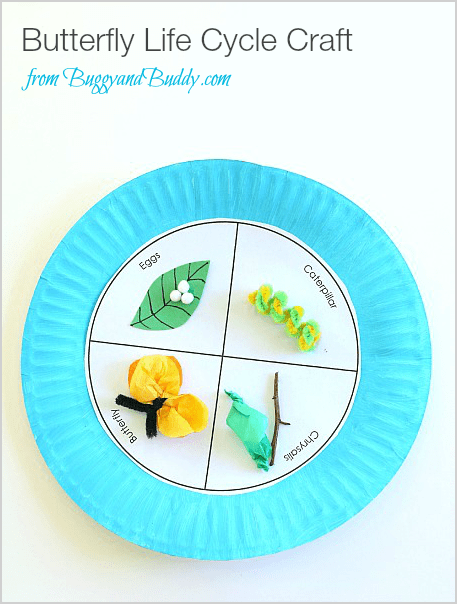 Butterfly Life Cycle Craft
from BuggyandBuddy.com
Eggs
Caterpillar
Butterfly
Chrysalis